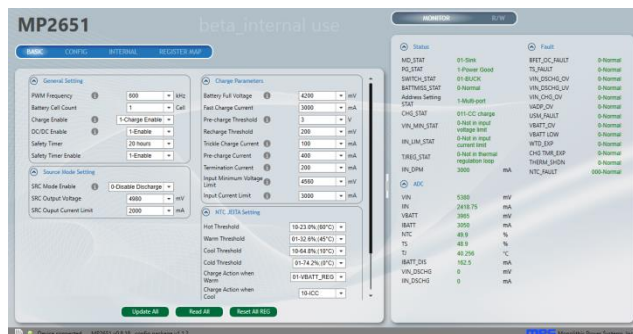 MP2651
beta_internal use
MONITOR R/W
BASIC CONFIG INTERNAL REGISTER MAP
General Setting
PWM Frequency 600 kHz
Battery Cell Count 1 Cell
Charge Enable 1-Charge Enable
DC/DC Enable 1-Enable
Safety Timer 20 hours
Safety Timer Enable 1-Enable
Source Mode Setting
SRC Mode Enable 0-Disable Discharge
SRC Output Voltage 4980 mV
SRC Ouput Current Limit 2000 mA
Charge Parameters
Battery Full Voltage 4200 mV
Fast Charge Current 3000 mA
Pre-charge Threshold 3 V
Recharge Threshold 200 mV
Trickle Charge Current 100 mA
Pre-charge Current 400 mA
Termination Current 200 mA
Input Minimum Voltage Limit 4560 mV
Input Current Limit 3000 mA
NTC JEITA Setting
Hot Threshold 10-23.0%,(60°C)
Warm Threshold 01-32.6%(45°C)
Cool Threshold 10-64.8%,(10°C)
Cold Threshold 01-74.2%,(0°C)
Charge Action when Warm 01-VBATT_REG
Charge Action when Cool 10-ICC
Update All Read All Reset All REG
Status
MD_STAT 01-Sink
PG_STAT 1-Power Good
SWITCH_STAT 01-BUCK
BATTMISS_STAT 0-Normal
Address Setting STAT 1-Multi-port
CHG_STAT 011-CC charge
VIN_MIN_STAT 0-Not in input voltage limit
IIN_LIM_STAT 0-Not in input current limit
TJREG_STAT 0-Not in thermal regulation loop
IIN_DPM 3000 mA
ADC
VIN 5380 mV
IIN 2418.75 mA
VBATT 3985 mV
IBATT 3050 mA
NTC 49.9 %
TS 49.9 %
TJ 40.256 °C
IBATT_DIS 162.5 mA
VIN_DSCHG 0 mV
IIN_DSCHG 0 mA
Fault
BFET_OC_FAULT 0-Normal
TS_FAULT 0-Normal
VIN_DSCHG_OV 0-Normal
VIN_DSCHG_UV 0-Normal
VIN_CHG_OV 0-Normal
VADP_OV 0-Normal
USM_FAULT 0-Normal
VBATT_OV 0-Normal
VBATT LOW 0-Normal
WTD_EXP 0-Normal
CHG TMR_EXP 0-Normal
THERM_SHDN 0-Normal
NTC_FAULT 000-Normal